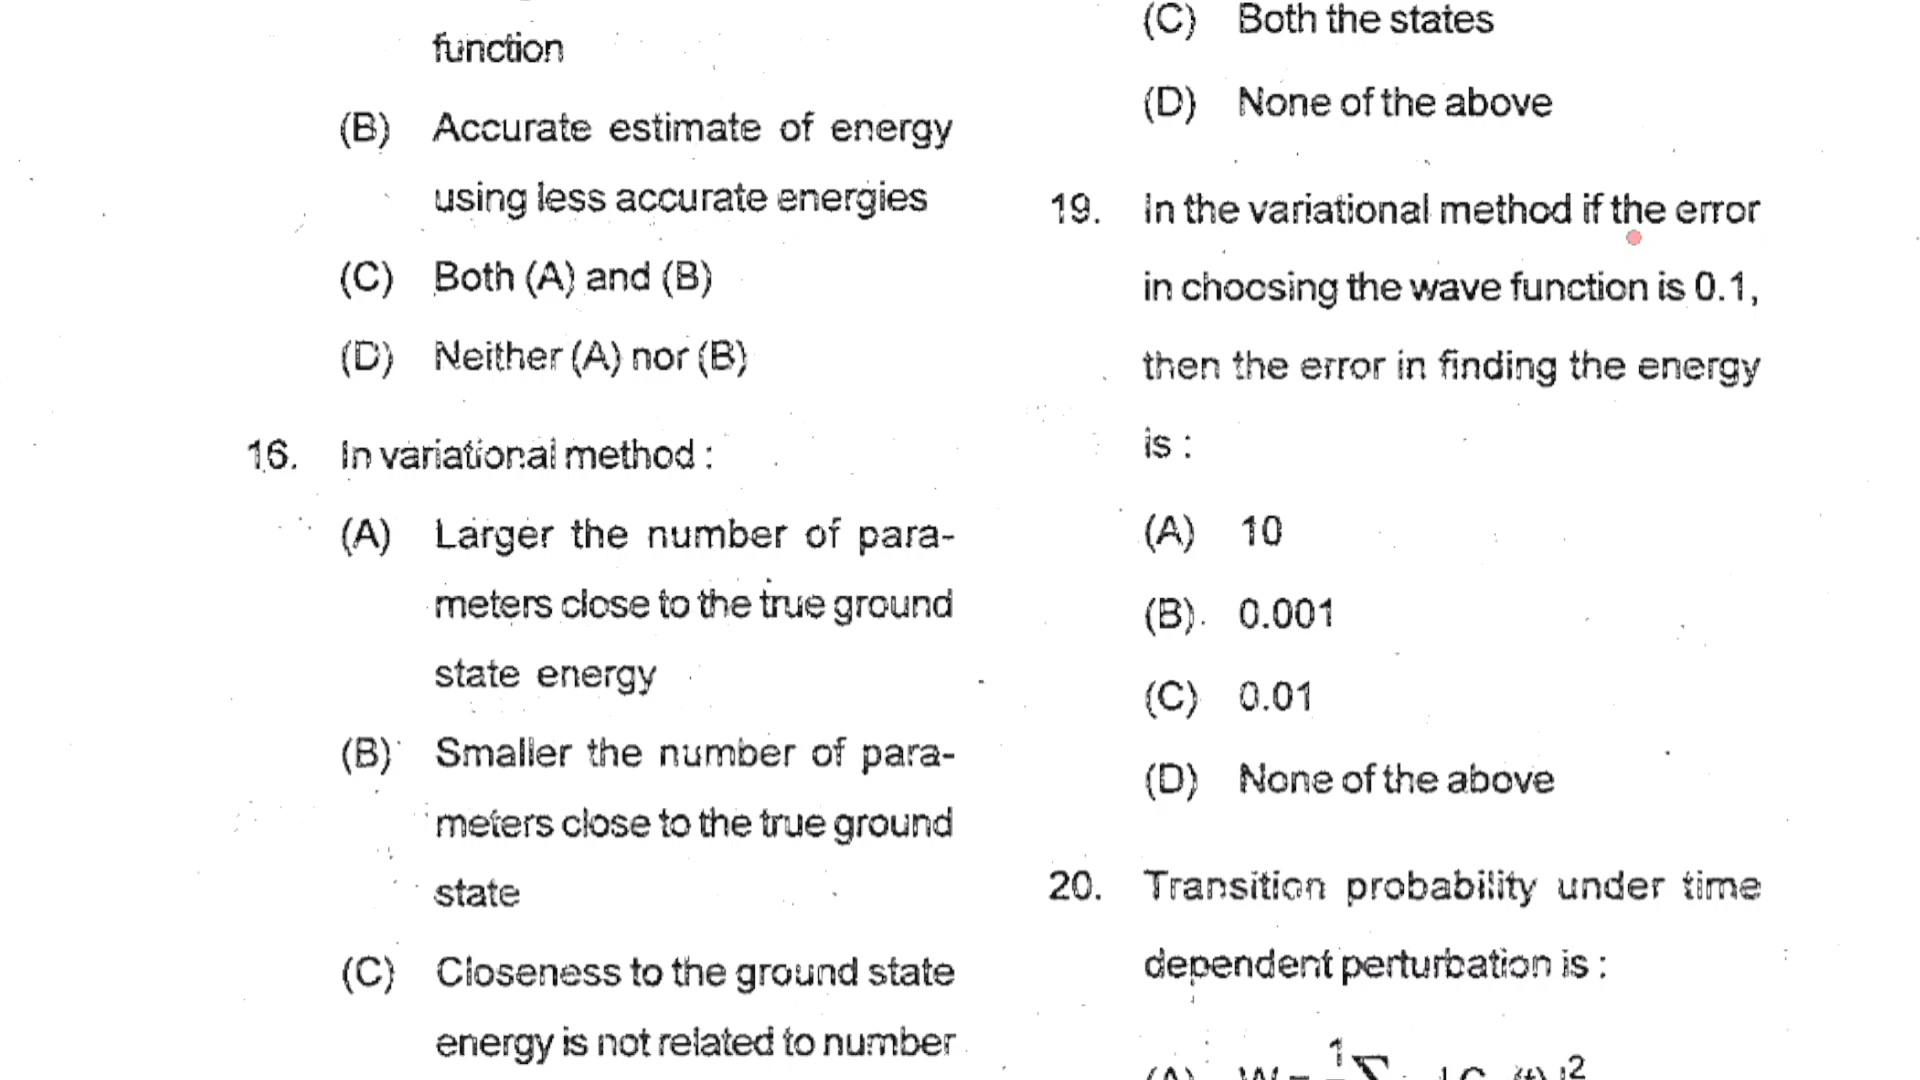 function
(B) Accurate estimate of energy
using less accurate energies
(C) Both (A) and (B)
(D) Neither (A) nor (B)
16. In variational method :
(A) Larger the number of para-
meters close to the true ground
state energy
(B) Smaller the number of para-
meters close to the true ground
state
(C) Closeness to the ground state
energy is not related to number
(C) Both the states
(D) None of the above
19. In the variational method if the error
in choosing the wave function is 0.1,
then the error in finding the energy
is :
(A) 10
(B) 0.001
(C) 0.01
(D) None of the above
20. Transition probability under time
dependent perturbation is :